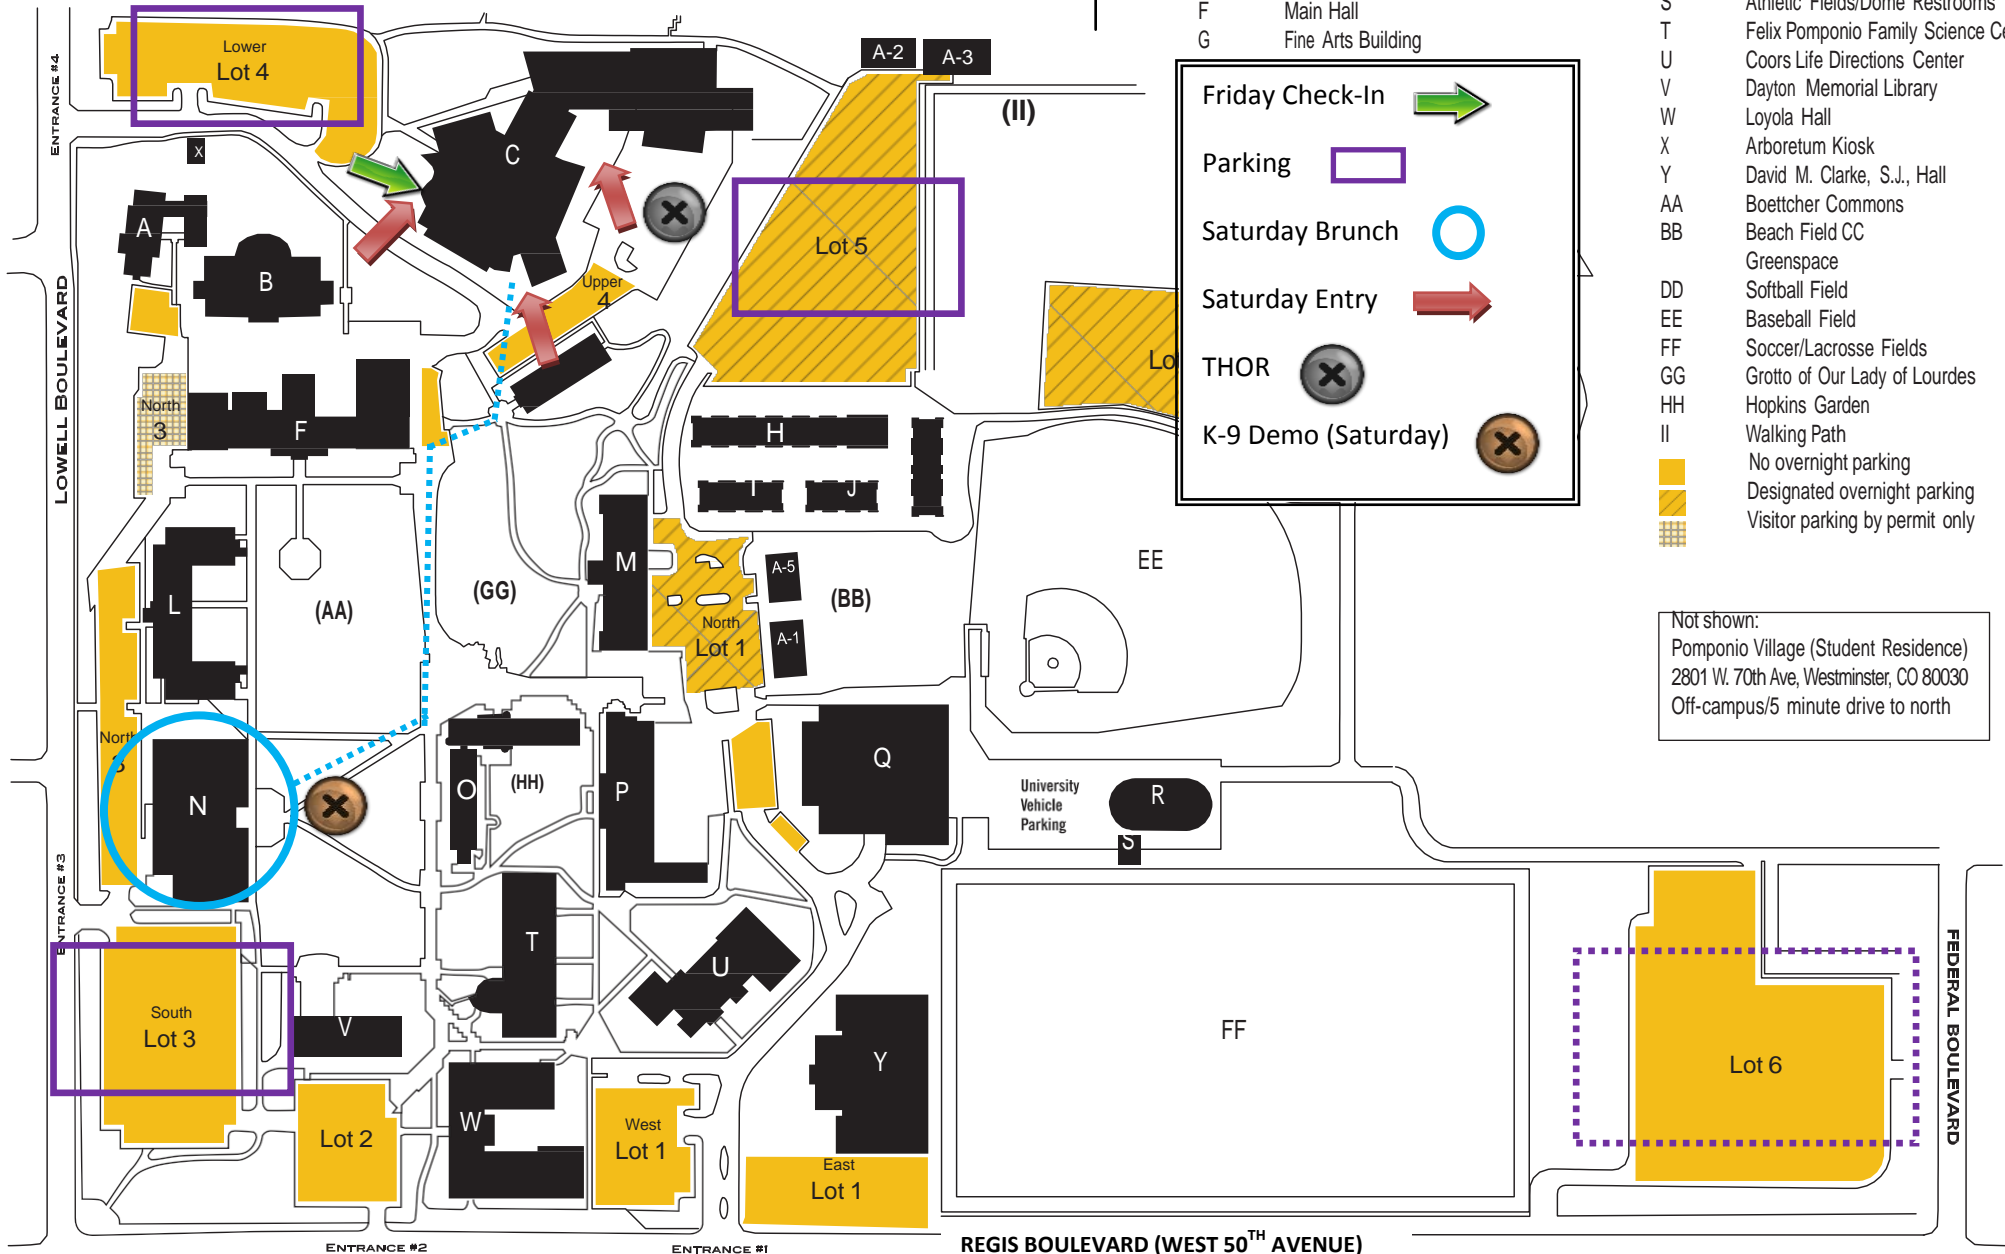 F Main Hall
G Fine Arts Building
S Athletic Fields/Dome Restrooms
T Felix Pomponio Family Science
U Coors Life Directions Center
V Dayton Memorial Library
W Loyola Hall
X Arboretum Kiosk
Y David M. Clarke, S.J., Hall
AA Boettcher Commons
BB Beach Field CC
Greenspace
DD Softball Field
EE Baseball Field
FF Soccer/Lacrosse Fields
GG Grotto of Our Lady of Lourdes
HH Hopkins Garden
II Walking Path
No overnight parking
Designated overnight parking
Visitor parking by permit only
Not shown:
Pomponio Village (Student Residence)
2801 W. 70th Ave, Westminster, CO 80030
Off-campus/5 minute drive to north
Friday Check-In
Parking
Saturday Brunch
Saturday Entry
THOR
K-9 Demo (Saturday)
ENTRANCE #4
Lower
Lot 4
X
C
A-2
A-3
(II)
A
B
Upper
4
Lot 5
LOWELL BOULEVARD
North
3
F
H
I
J
L
(AA)
(GG)
M
North
Lot 1
A-5
A-1
(BB)
EE
North
3
N
O
(HH)
P
Q
University
Vehicle
Parking
R
S
ENTRANCE #3
South
Lot 3
V
T
U
Y
FF
Lot 6
FEDERAL BOULEVARD
Lot 2
W
West
Lot 1
East
Lot 1
ENTRANCE #2
ENTRANCE #1
REGIS BOULEVARD (WEST 50TH AVENUE)